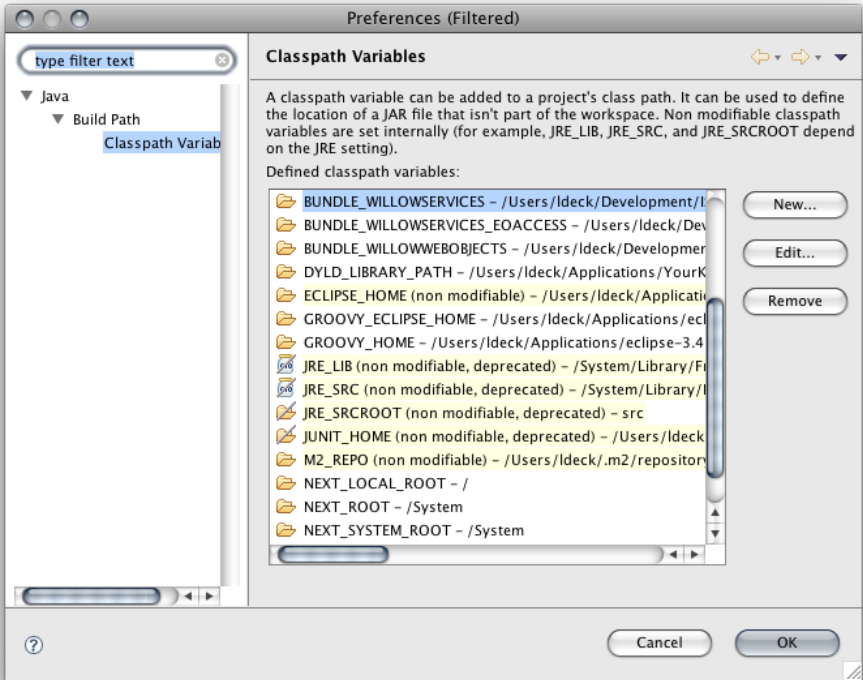 Preferences (Filtered)
type filter text
Java
Build Path
Classpath Variab
Classpath Variables
A classpath variable can be added to a project's class path. It can be used to define
the location of a JAR file that isn't part of the workspace. Non modifiable classpath
variables are set internally (for example, JRE_LIB, JRE_SRC, and JRE_SRCROOT depend
on the JRE setting).
Defined classpath variables:
BUNDLE_WILLOWSERVICES – /Users/ldeck/Development/
BUNDLE_WILLOWSERVICES_EOACCESS – /Users/ldeck/Dev
BUNDLE_WILLOWWEBOBJECTS – /Users/ldeck/Developmen
DYLD_LIBRARY_PATH – /Users/ldeck/Applications/YourK
ECLIPSE_HOME (non modifiable) – /Users/ldeck/Applicati
GROOVY_ECLIPSE_HOME – /Users/ldeck/Applications/ecl
GROOVY_HOME – /Users/ldeck/Applications/eclipse-3.4
JRE_LIB (non modifiable, deprecated) – /System/Library/Fr
JRE_SRC (non modifiable, deprecated) – /System/Library/
JRE_SRCROOT (non modifiable, deprecated) – src
JUNIT_HOME (non modifiable, deprecated) – /Users/ldeck
M2_REPO (non modifiable) – /Users/ldeck/.m2/repository
NEXT_LOCAL_ROOT – /
NEXT_ROOT – /System
NEXT_SYSTEM_ROOT – /System
New...
Edit...
Remove
?
Cancel
OK